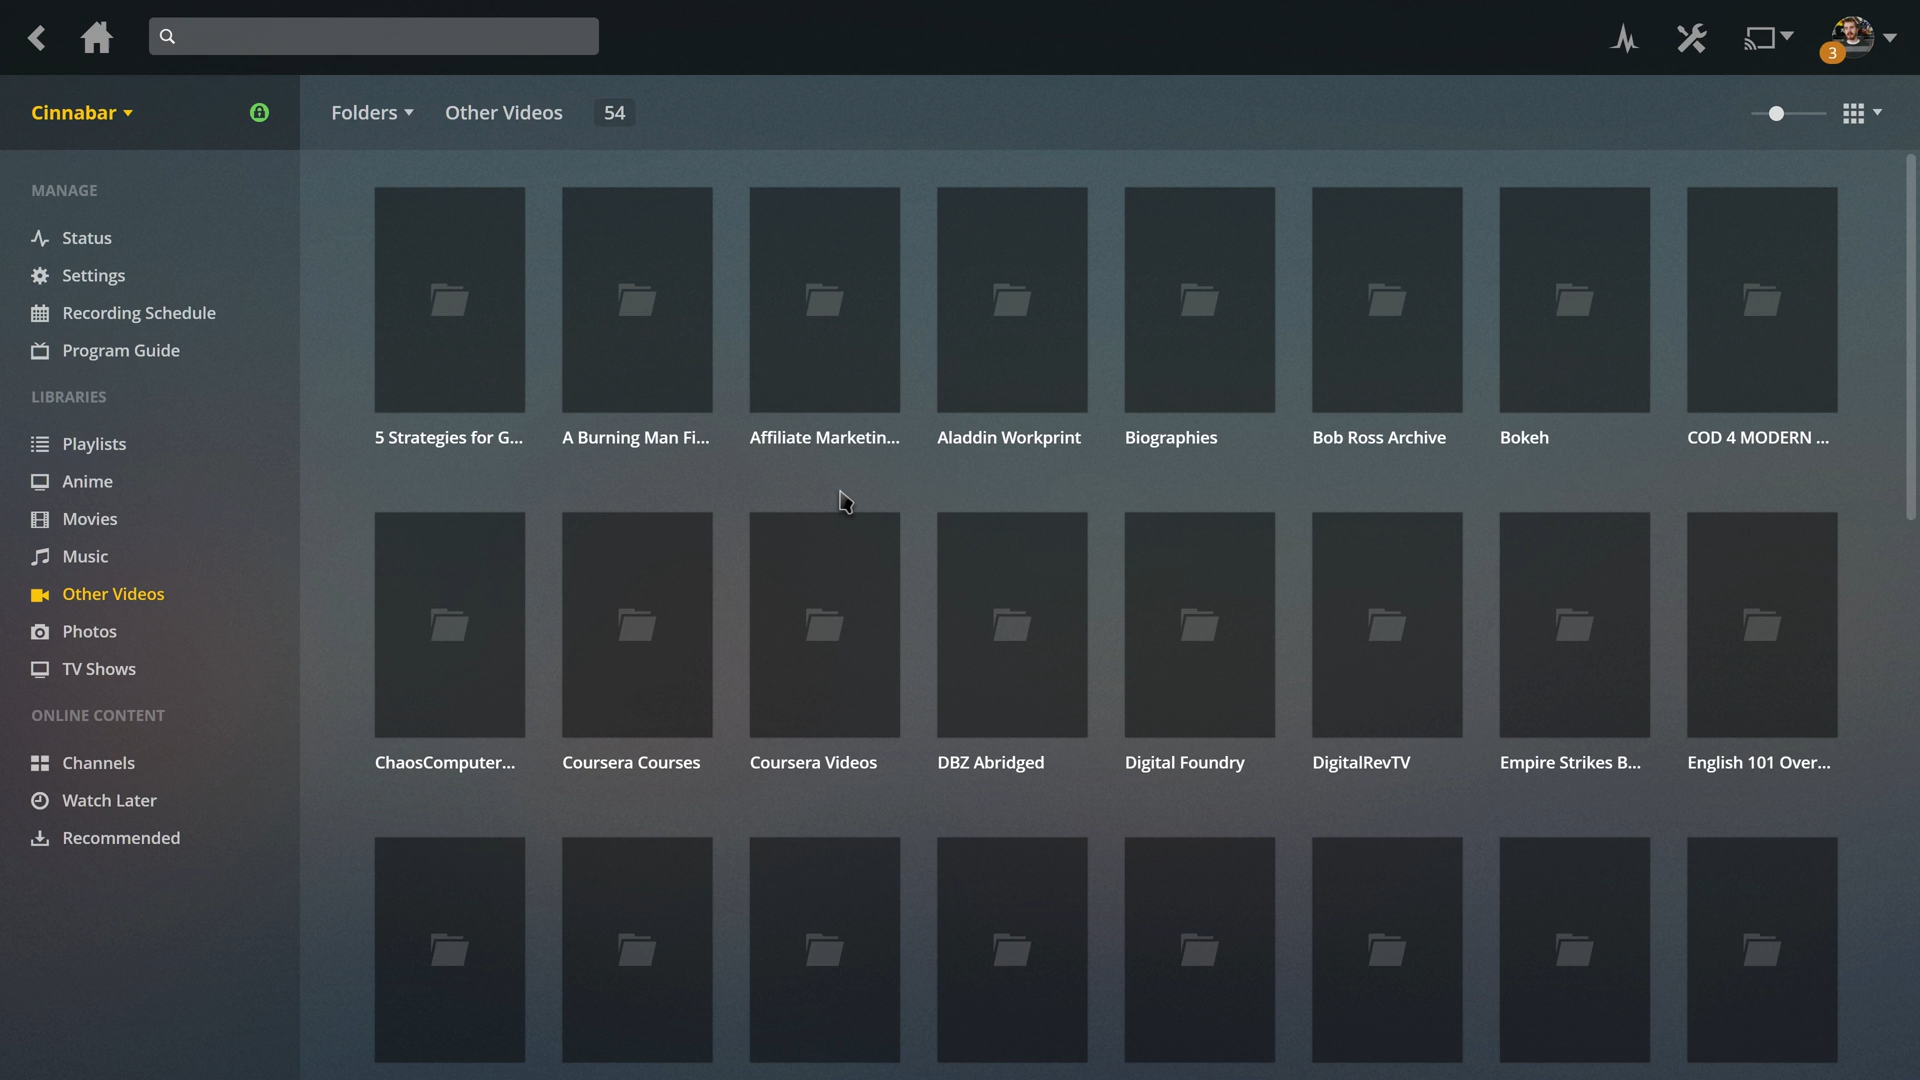 3
Cinnabar
Folders Other Videos 54
MANAGE
Status
Settings
Recording Schedule
Program Guide
LIBRARIES
Playlists
Anime
Movies
Music
Other Videos
Photos
TV Shows
ONLINE CONTENT
Channels
Watch Later
Recommended
5 Strategies for G... A Burning Man Fi... Affiliate Marketin... Aladdin Workprint Biographies Bob Ross Archive Bokeh COD 4 MODERN ...
ChaosComputer... Coursera Courses Coursera Videos DBZ Abridged Digital Foundry DigitalRevTV Empire Strikes B... English 101 Over...